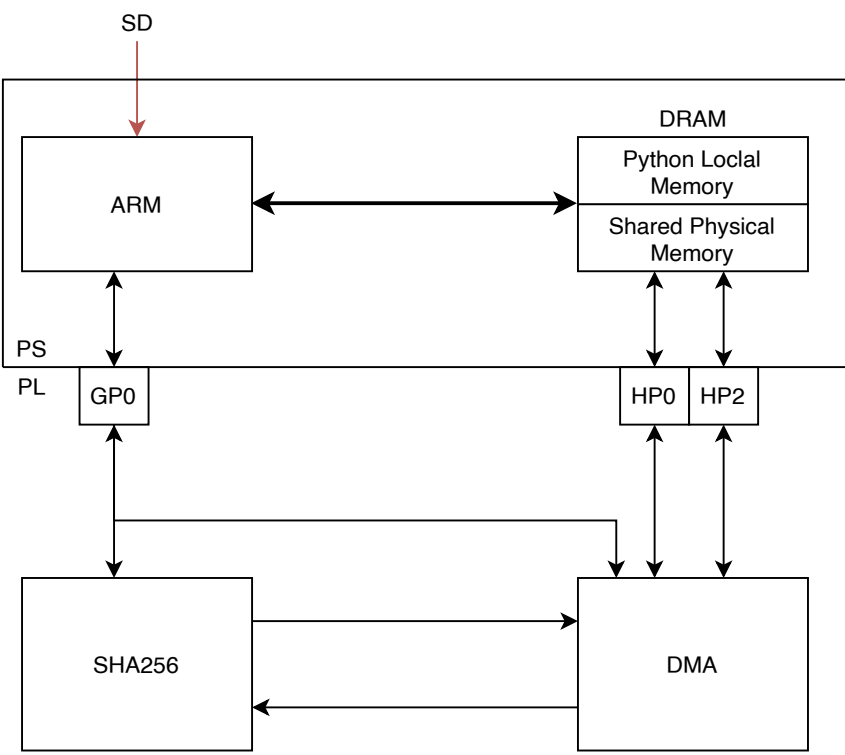 SD
DRAM
ARM
Python Loclal
Memory
Shared Physical
Memory
PS
PL
GP0
HP0
HP2
SHA256
DMA